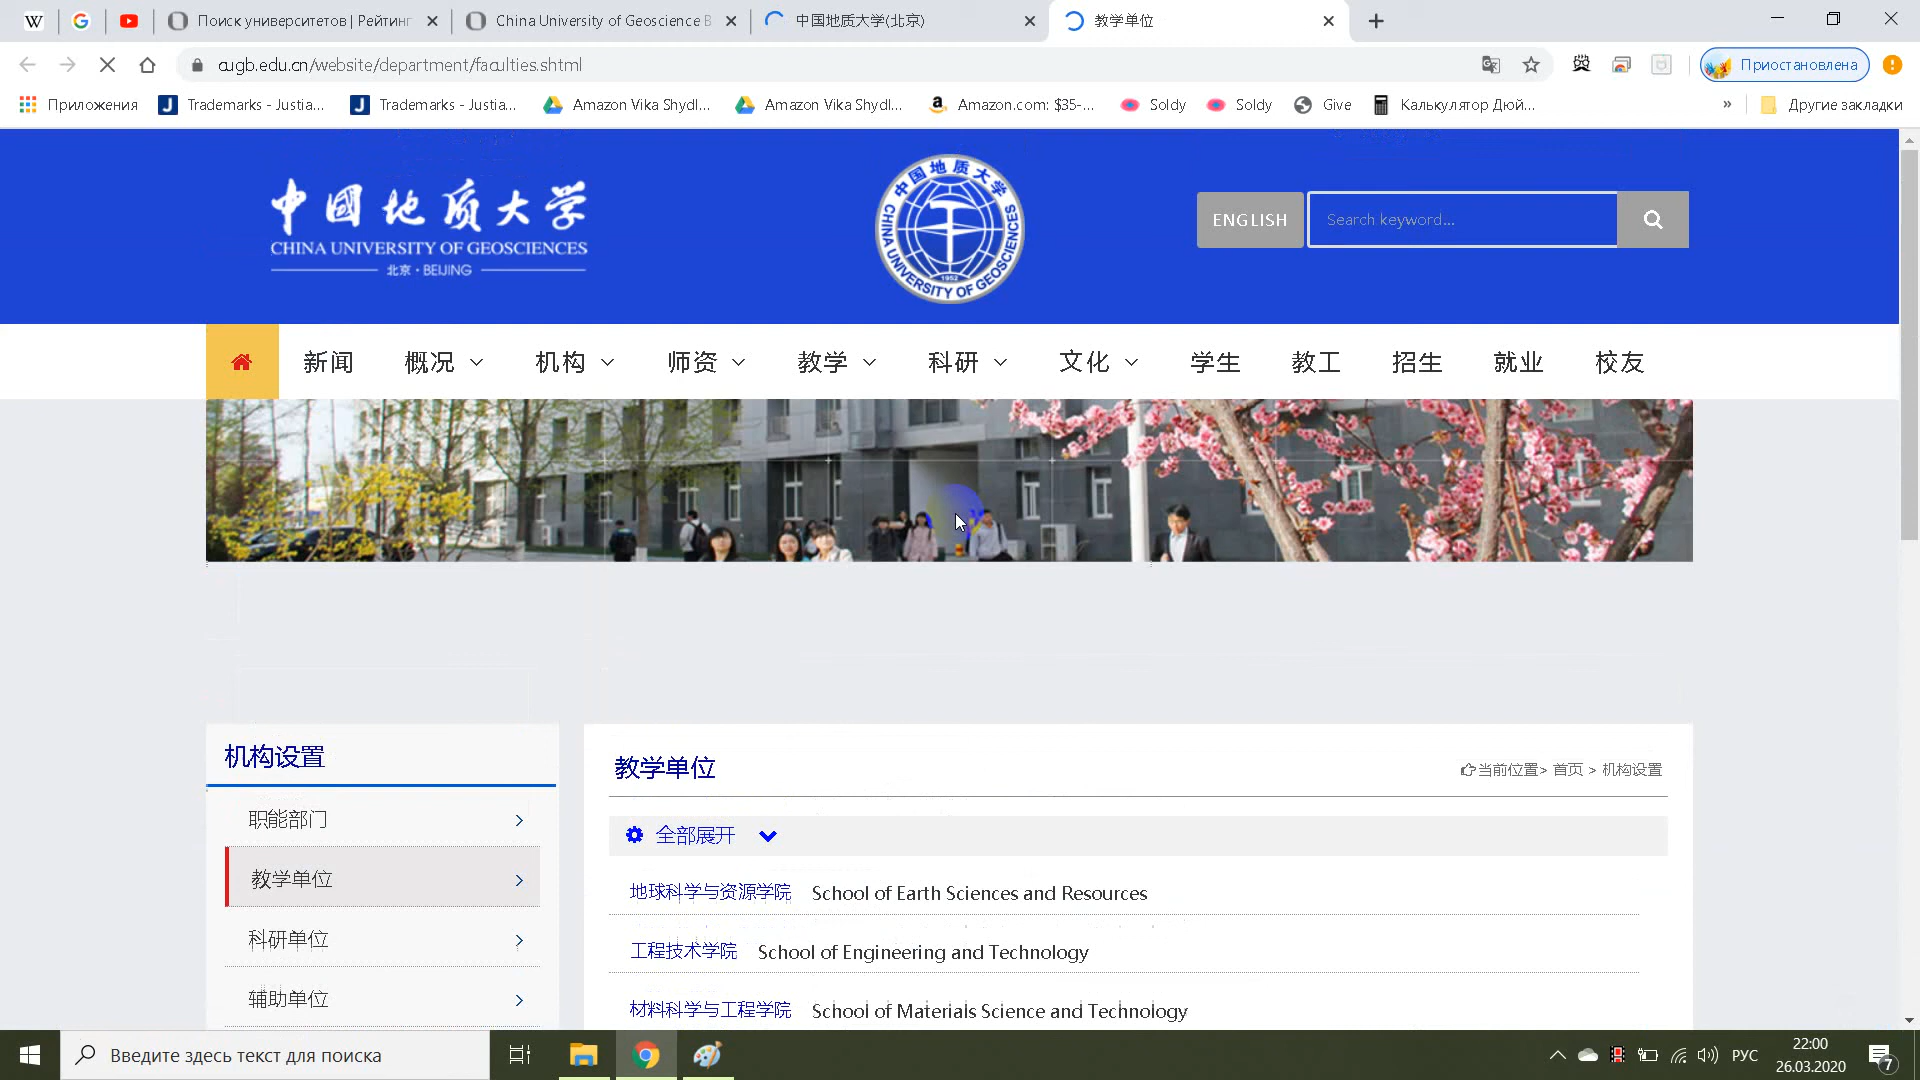 Поиск университетов | Рейтинг
China University of Geoscience B
中国地质大学(北京)
教学单位
cugb.edu.cn/website/department/faculties.shtml
Приостановлена
Приложения
Trademarks - Justia...
Trademarks - Justia...
Amazon Vika Shydl...
Amazon Vika Shydl...
Amazon.com: $35-...
Soldy
Soldy
Give
Калькулятор Дюй...
»
Другие закладки
中国地质大学
CHINA UNIVERSITY OF GEOSCIENCES
北京·BEIJING
中国地质大学
CHINA UNIVERSITY OF GEOSCIENCES
1952
ENGLISH
Search keyword...
新闻 概况 机构 师资 教学 科研 文化 学生 教工 招生 就业 校友
机构设置
职能部门
教学单位
科研单位
辅助单位
教学单位
当前位置> 首页 > 机构设置
全部展开
地球科学与资源学院 School of Earth Sciences and Resources
工程技术学院 School of Engineering and Technology
材料科学与工程学院 School of Materials Science and Technology
Введите здесь текст для поиска
РУС
22:00
26.03.2020
7